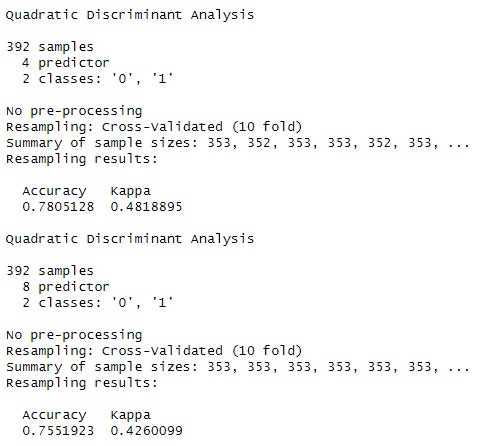 Quadratic Discriminant Analysis
392 samples
4 predictor
2 classes: '0', '1'
No pre-processing
Resampling: Cross-Validated (10 fold)
Summary of sample sizes: 353, 352, 353, 353, 352, 353, ...
Resampling results:
Accuracy Kappa
0.7805128 0.4818895
Quadratic Discriminant Analysis
392 samples
8 predictor
2 classes: '0', '1'
No pre-processing
Resampling: Cross-Validated (10 fold)
Summary of sample sizes: 353, 353, 353, 353, 353, 353, ...
Resampling results:
Accuracy Kappa
0.7551923 0.4260099